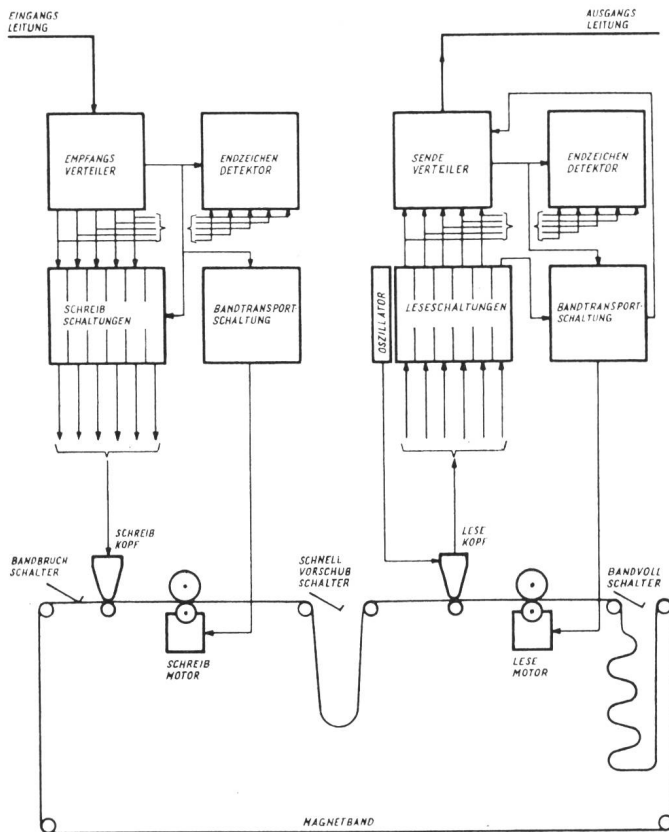 EINGANGS
LEITUNG
AUSGANGS
LEITUNG
EMPFANGS
VERTEILER
ENDZEICHEN
DETEKTOR
SENDE
VERTEILER
ENDZEICHEN
DETEKTOR
SCHREIB
SCHALTUNGEN
BANDTRANSPORT
SCHALTUNG
OSZILLATOR
LESESCHALTUNGEN
BANDTRANSPORT-
SCHALTUNG
BANDBRUCH
SCHALTER
SCHREIB
KOPF
SCHNELL
VORSCHUB
SCHALTER
LESE
KOPF
BANDVOLL
SCHALTER
SCHREIB
MOTOR
LESE
MOTOR
MAGNETBAND